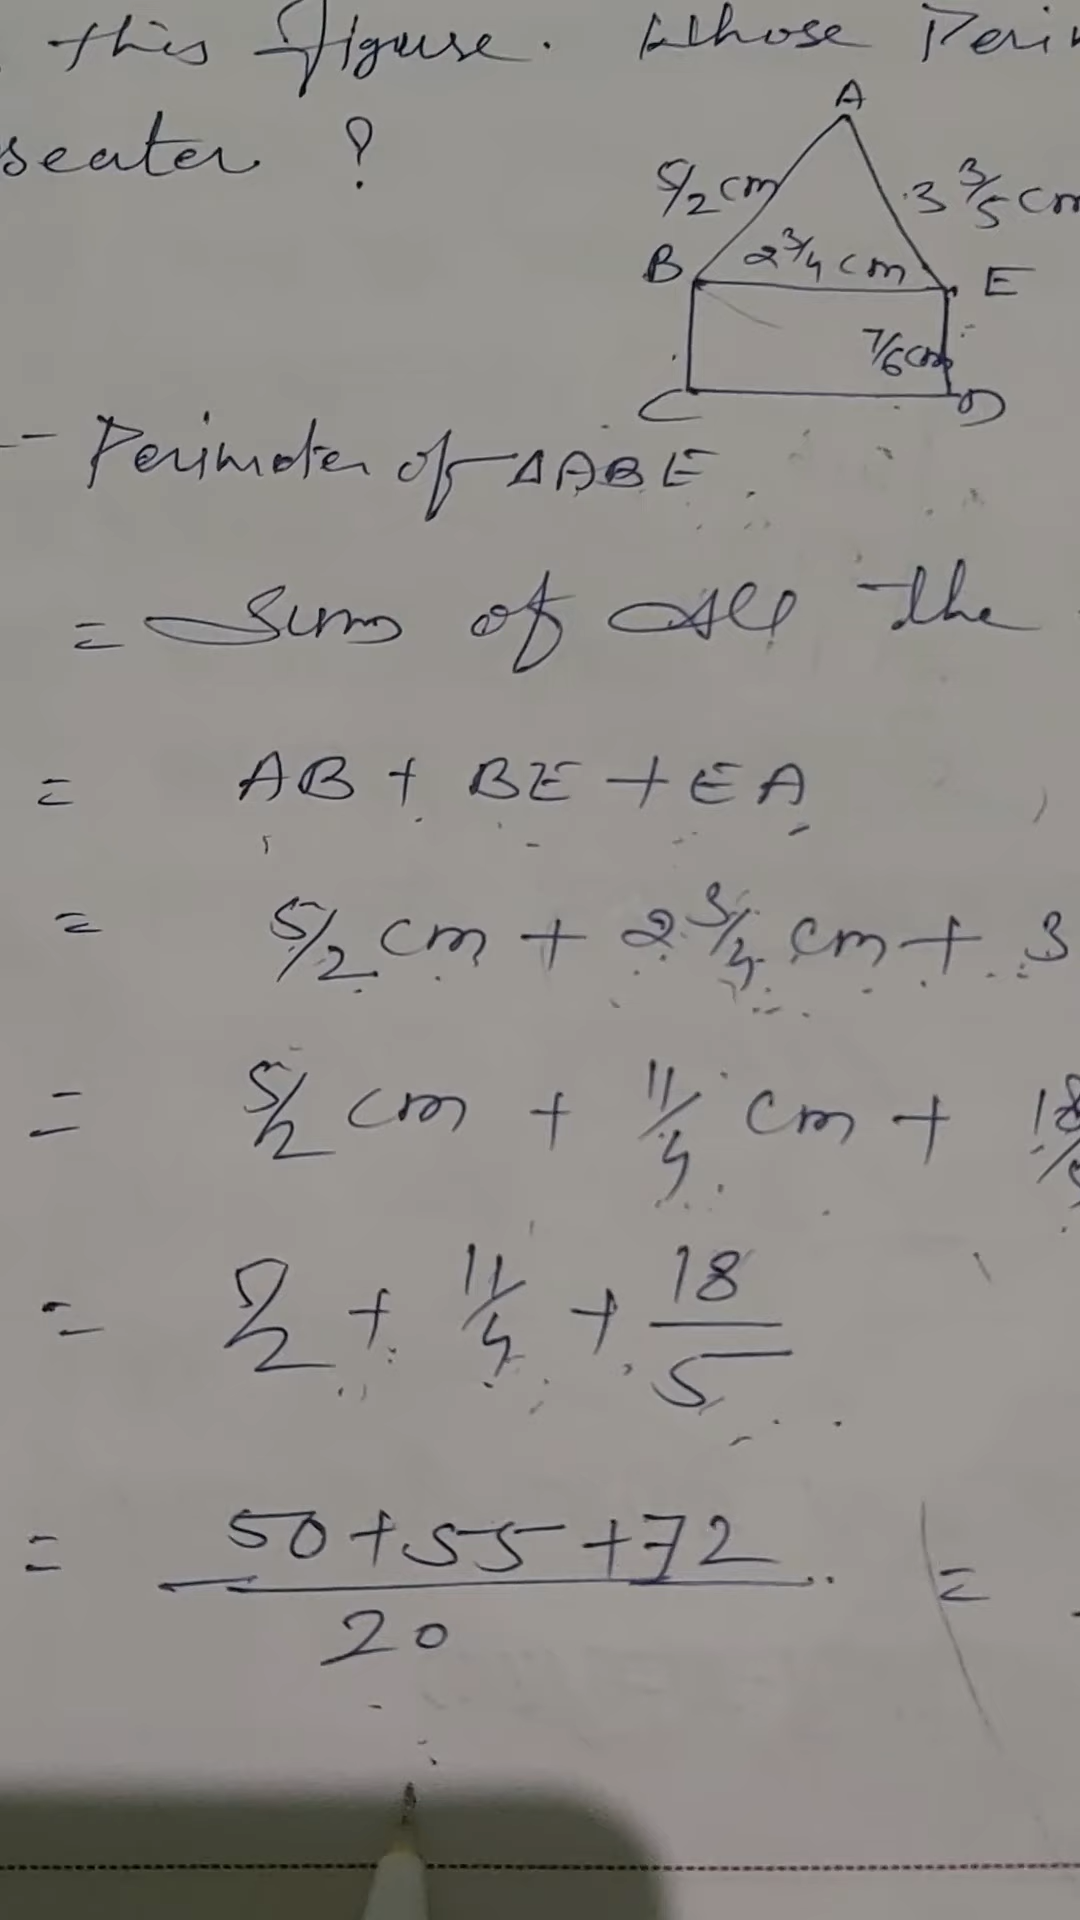 this figure. Whose Perim
seater ?
A
5/2 cm
3 3/5 cm
B
2 3/4 cm
E
7/6 cm
C
D
Perimeter of ΔABE
= Sum of All the
= AB + BE + EA
= 5/2 cm + 2 3/4 cm + 3
= 5/2 cm + 11/4 cm + 18/5
= 5/2 + 11/4 + 18/5
= 50+55+72/20 =